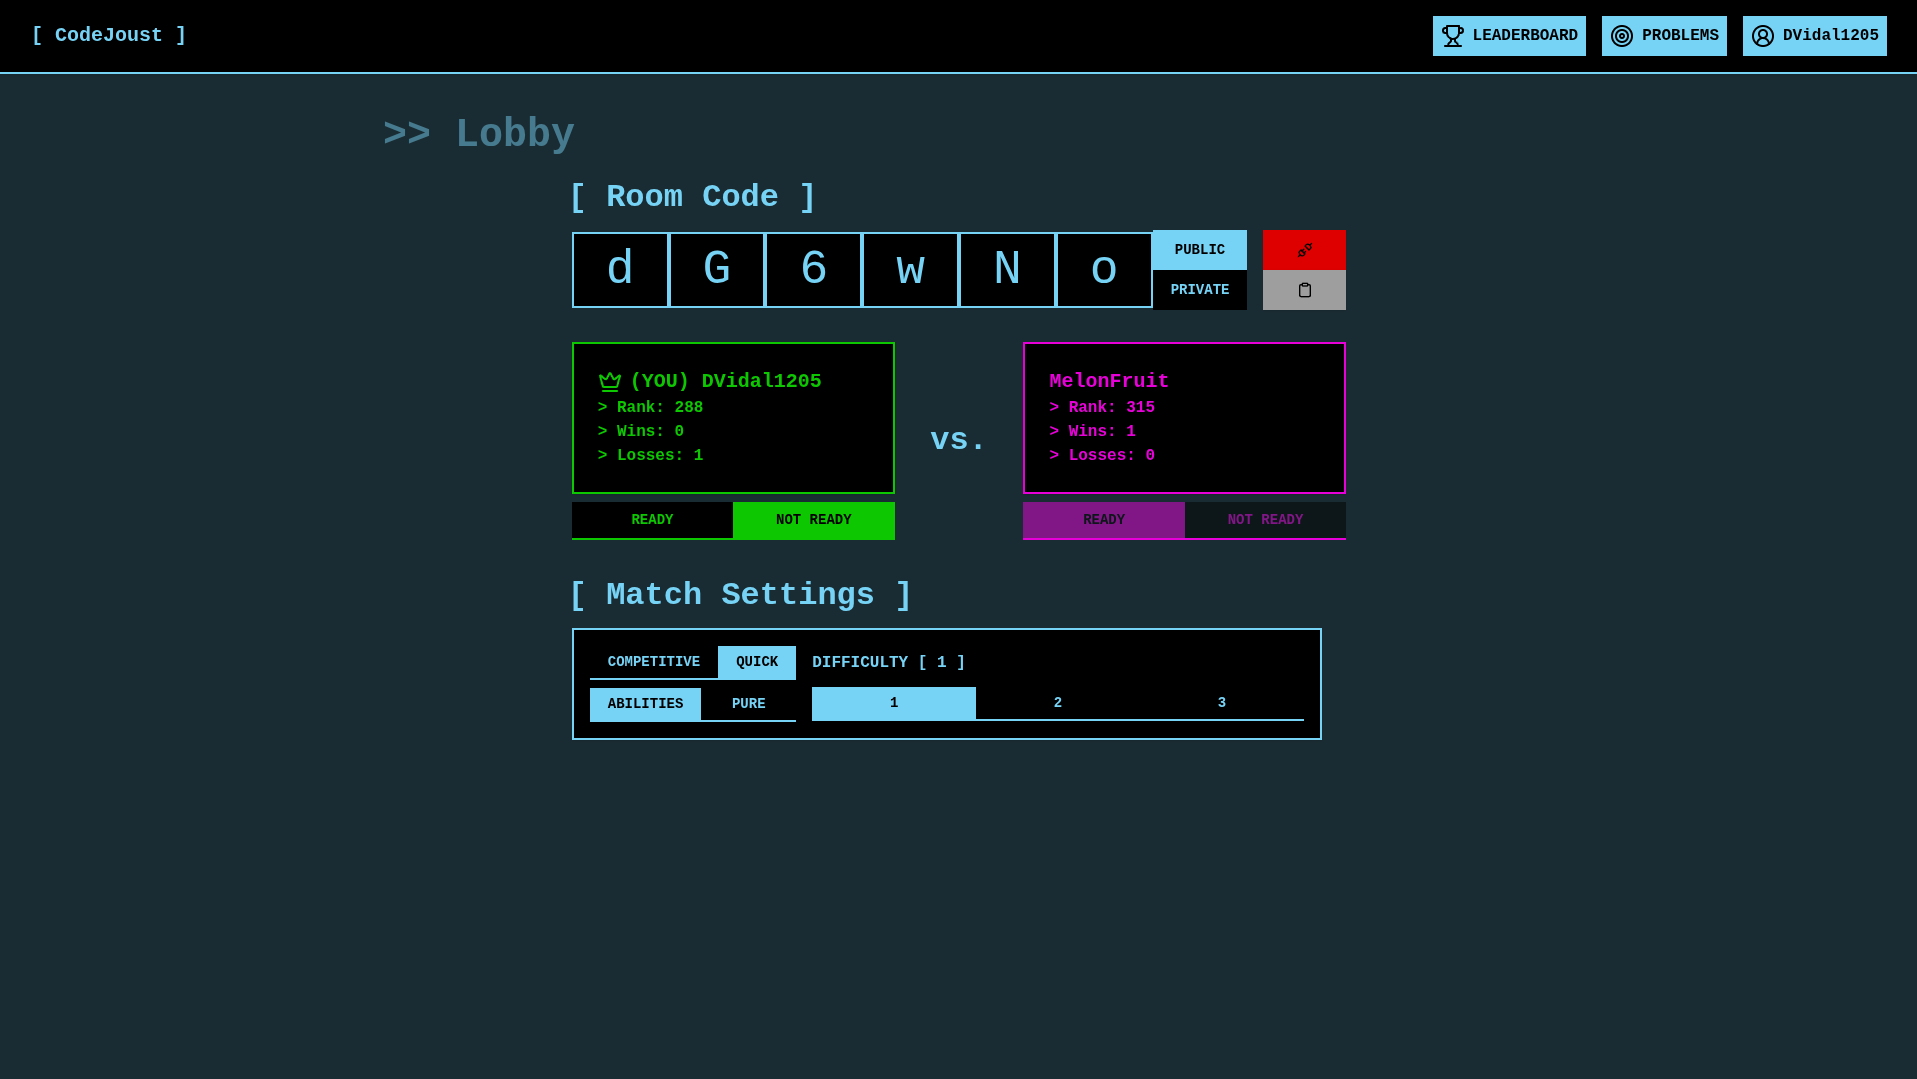 [ CodeJoust ]
LEADERBOARD
PROBLEMS
DVidal1205
>> Lobby
[ Room Code ]
d G 6 w N o
PUBLIC
PRIVATE
(YOU) DVidal1205
> Rank: 288
> Wins: 0
> Losses: 1
READY NOT READY
vs.
MelonFruit
> Rank: 315
> Wins: 1
> Losses: 0
READY NOT READY
[ Match Settings ]
COMPETITIVE QUICK
ABILITIES PURE
DIFFICULTY [ 1 ]
1 2 3